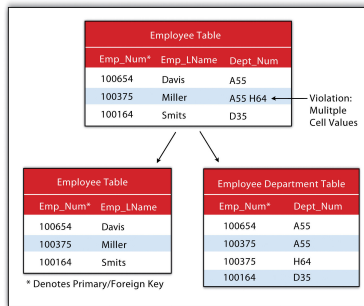 Employee Table
Emp_Num* Emp_LName Dept_Num
100654 Davis A55
100375 Miller A55 H64
100164 Smits D35
Violation:
Mulitple
Cell Values
Employee Table
Emp_Num* Emp_LName
100654 Davis
100375 Miller
100164 Smits
Employee Department Table
Emp_Num* Dept_Num
100654 A55
100375 A55
100375 H64
100164 D35
* Denotes Primary/Foreign Key